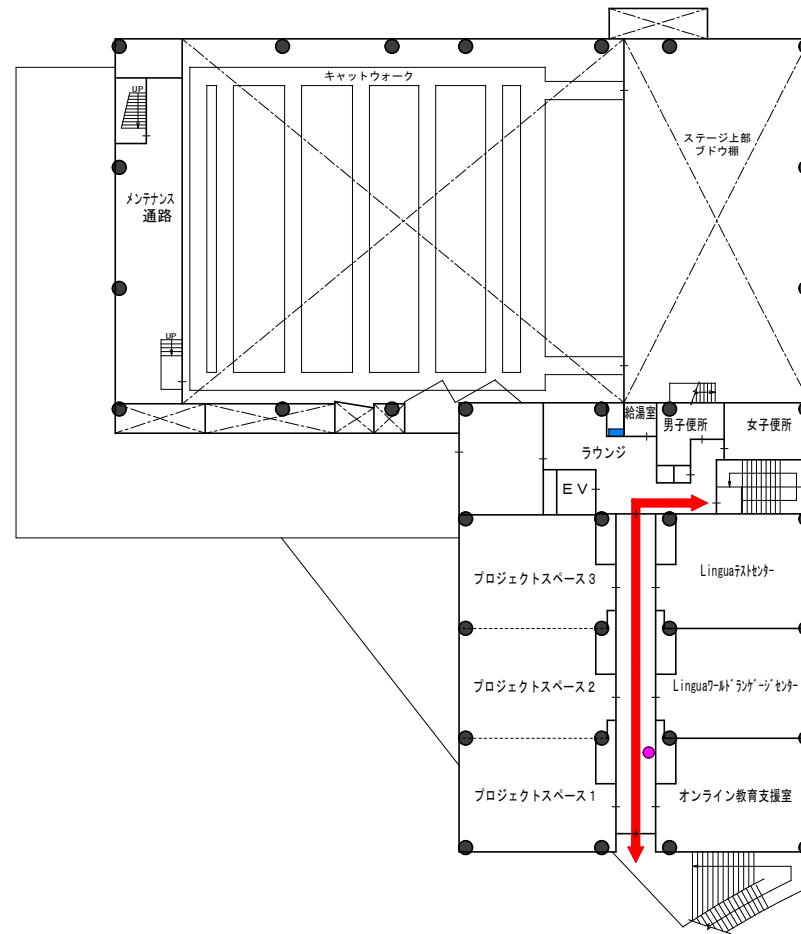 キャットウォーク
UP
ステージ上部
ブドウ棚
メンテナンス
通路
UP
給湯室
男子便所
女子便所
ラウンジ
EV
プロジェクトスペース3
Linguaテストセンター
プロジェクトスペース2
Linguaワールドランゲージセンター
プロジェクトスペース1
オンライン教育支援室